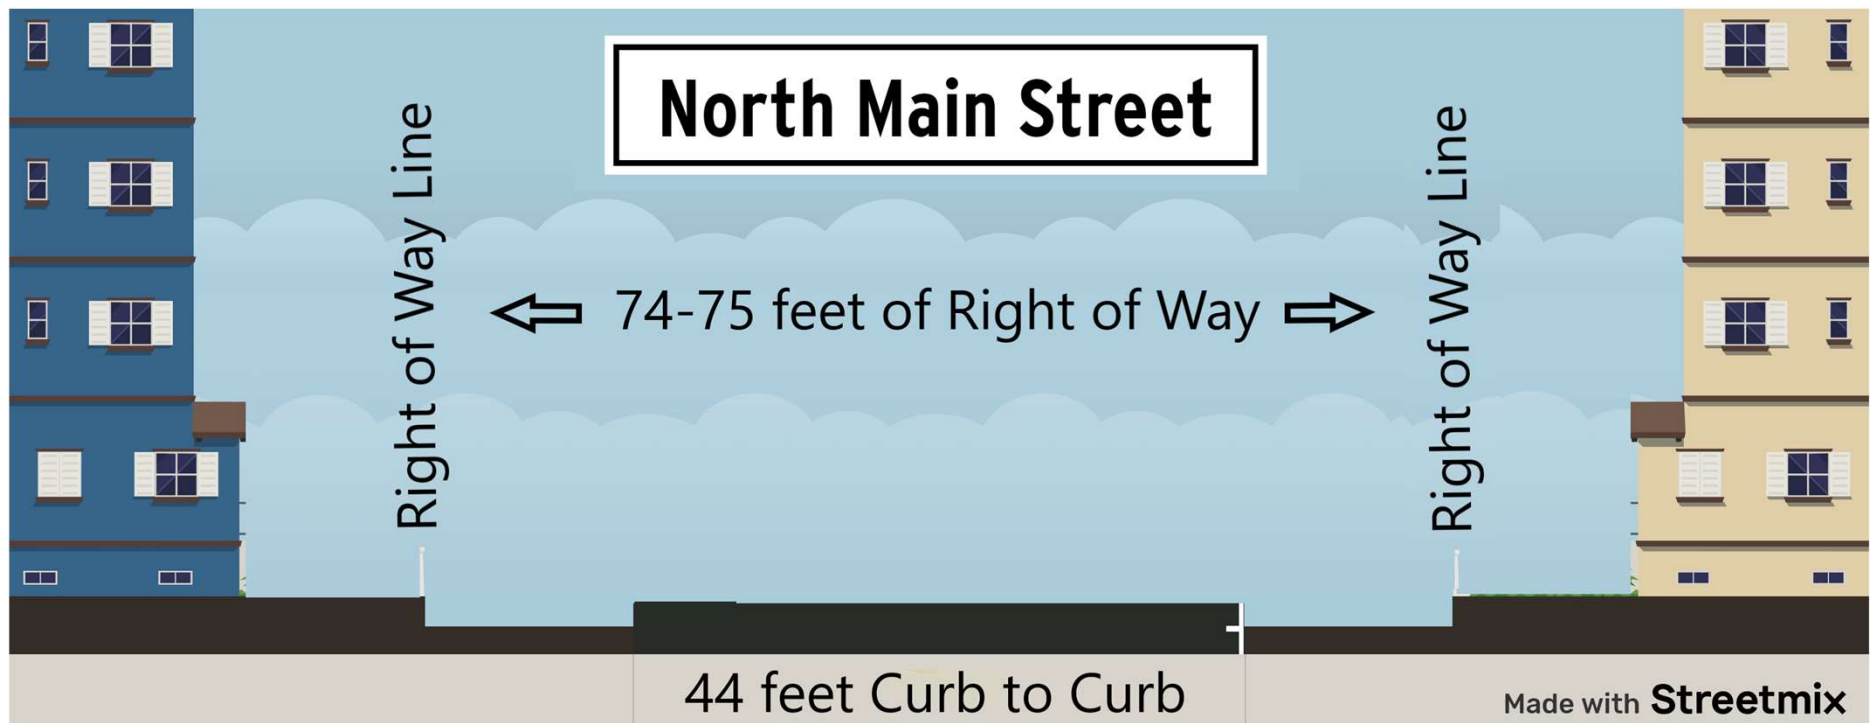 North Main Street
Right of Way Line
74-75 feet of Right of Way
Right of Way Line
44 feet Curb to Curb
Made with Streetmix